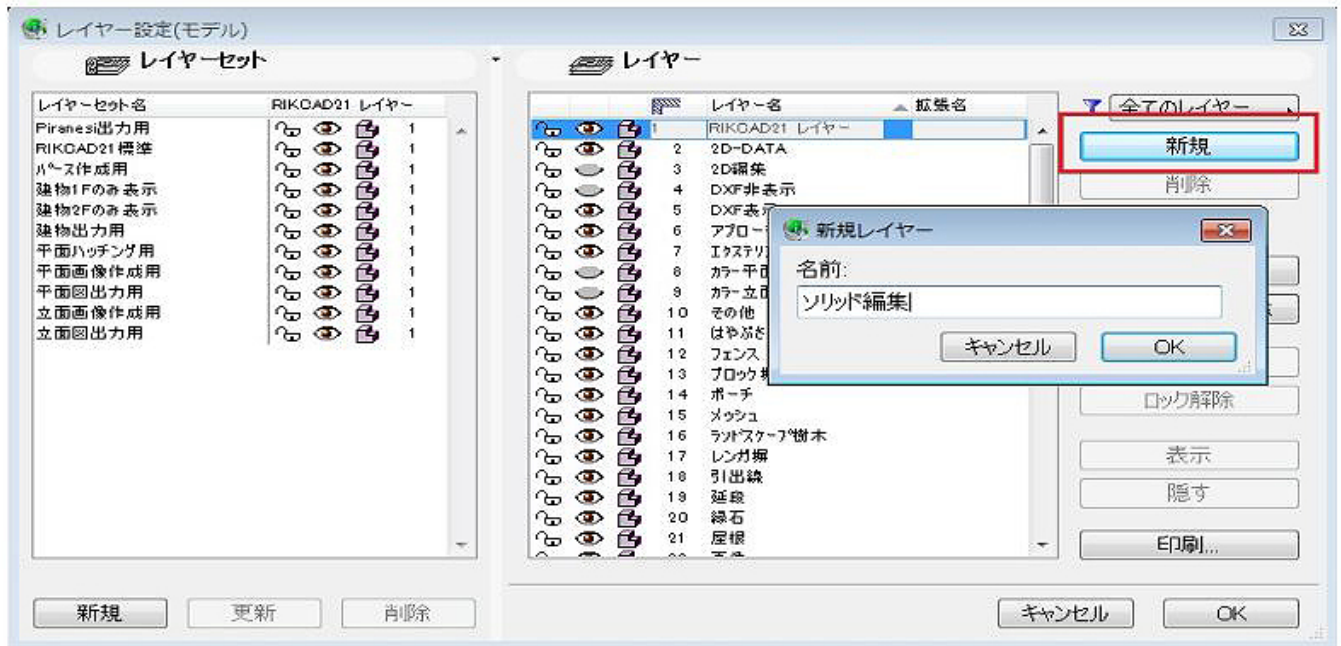 レイヤー設定(モデル)
レイヤーセット
レイヤー
レイヤーセット名 RIKCAD21 レイヤー
Piranesi出力用 1
RIKCAD21標準 1
パース作成用 1
建物1Fのみ表示 1
建物2Fのみ表示 1
建物出力用 1
平面ハッチング用 1
平面画像作成用 1
平面図出力用 1
立面画像作成用 1
立面図出力用 1
新規 更新 削除
レイヤー名 拡張名
1 RIKCAD21 レイヤー
2 2D-DATA
3 2D編集
4 DXF非表示
5 DXF表示
6 アプロー
7 エクステリ
8 カラー平面
9 カラー立面
10 その他
11 はやぶさ
12 フェンス
13 ブロック塀
14 ポーチ
15 メッシュ
16 ランドスケープ樹木
17 レンガ塀
18 引出線
19 延段
20 縁石
21 屋根
全てのレイヤー
新規
削除
新規レイヤー
名前:
ソリッド編集
キャンセル OK
ロック解除
表示
隠す
印刷...
キャンセル OK